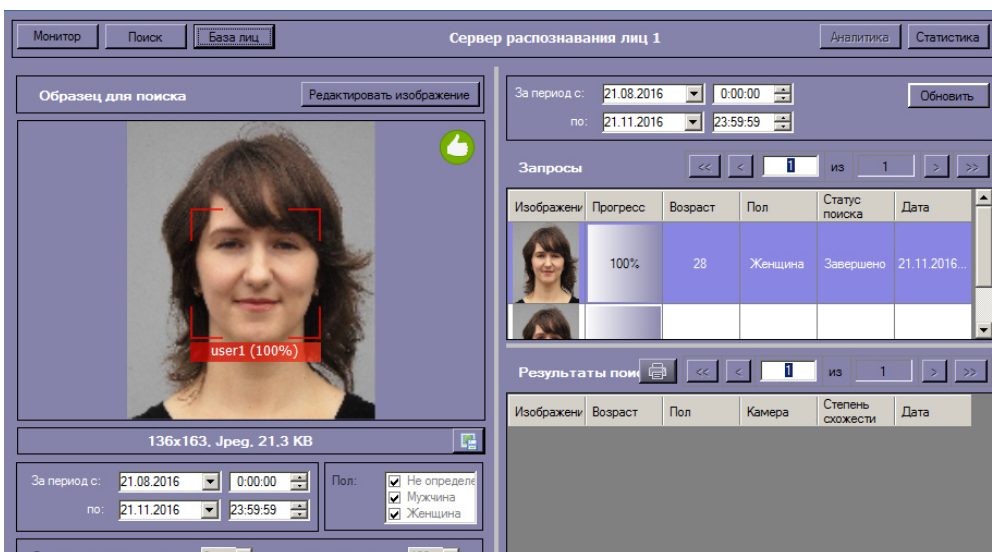 Монитор Поиск База лиц Сервер распознавания лиц 1 Аналитика Статистика
Образец для поиска Редактировать изображение
user1 (100%)
136x163, Jpeg, 21,3 KB
За период с: 21.08.2016 0:00:00
по: 21.11.2016 23:59:59
Пол:
Не определе
Мужчина
Женщина
За период с: 21.08.2016 0:00:00 Обновить
по: 21.11.2016 23:59:59
Запросы << < 1 из 1 > >>
Изображени Прогресс Возраст Пол Статус поиска Дата
100% 28 Женщина Завершено 21.11.2016...
Результаты пои << < 1 из 1 > >>
Изображени Возраст Пол Камера Степень схожести Дата